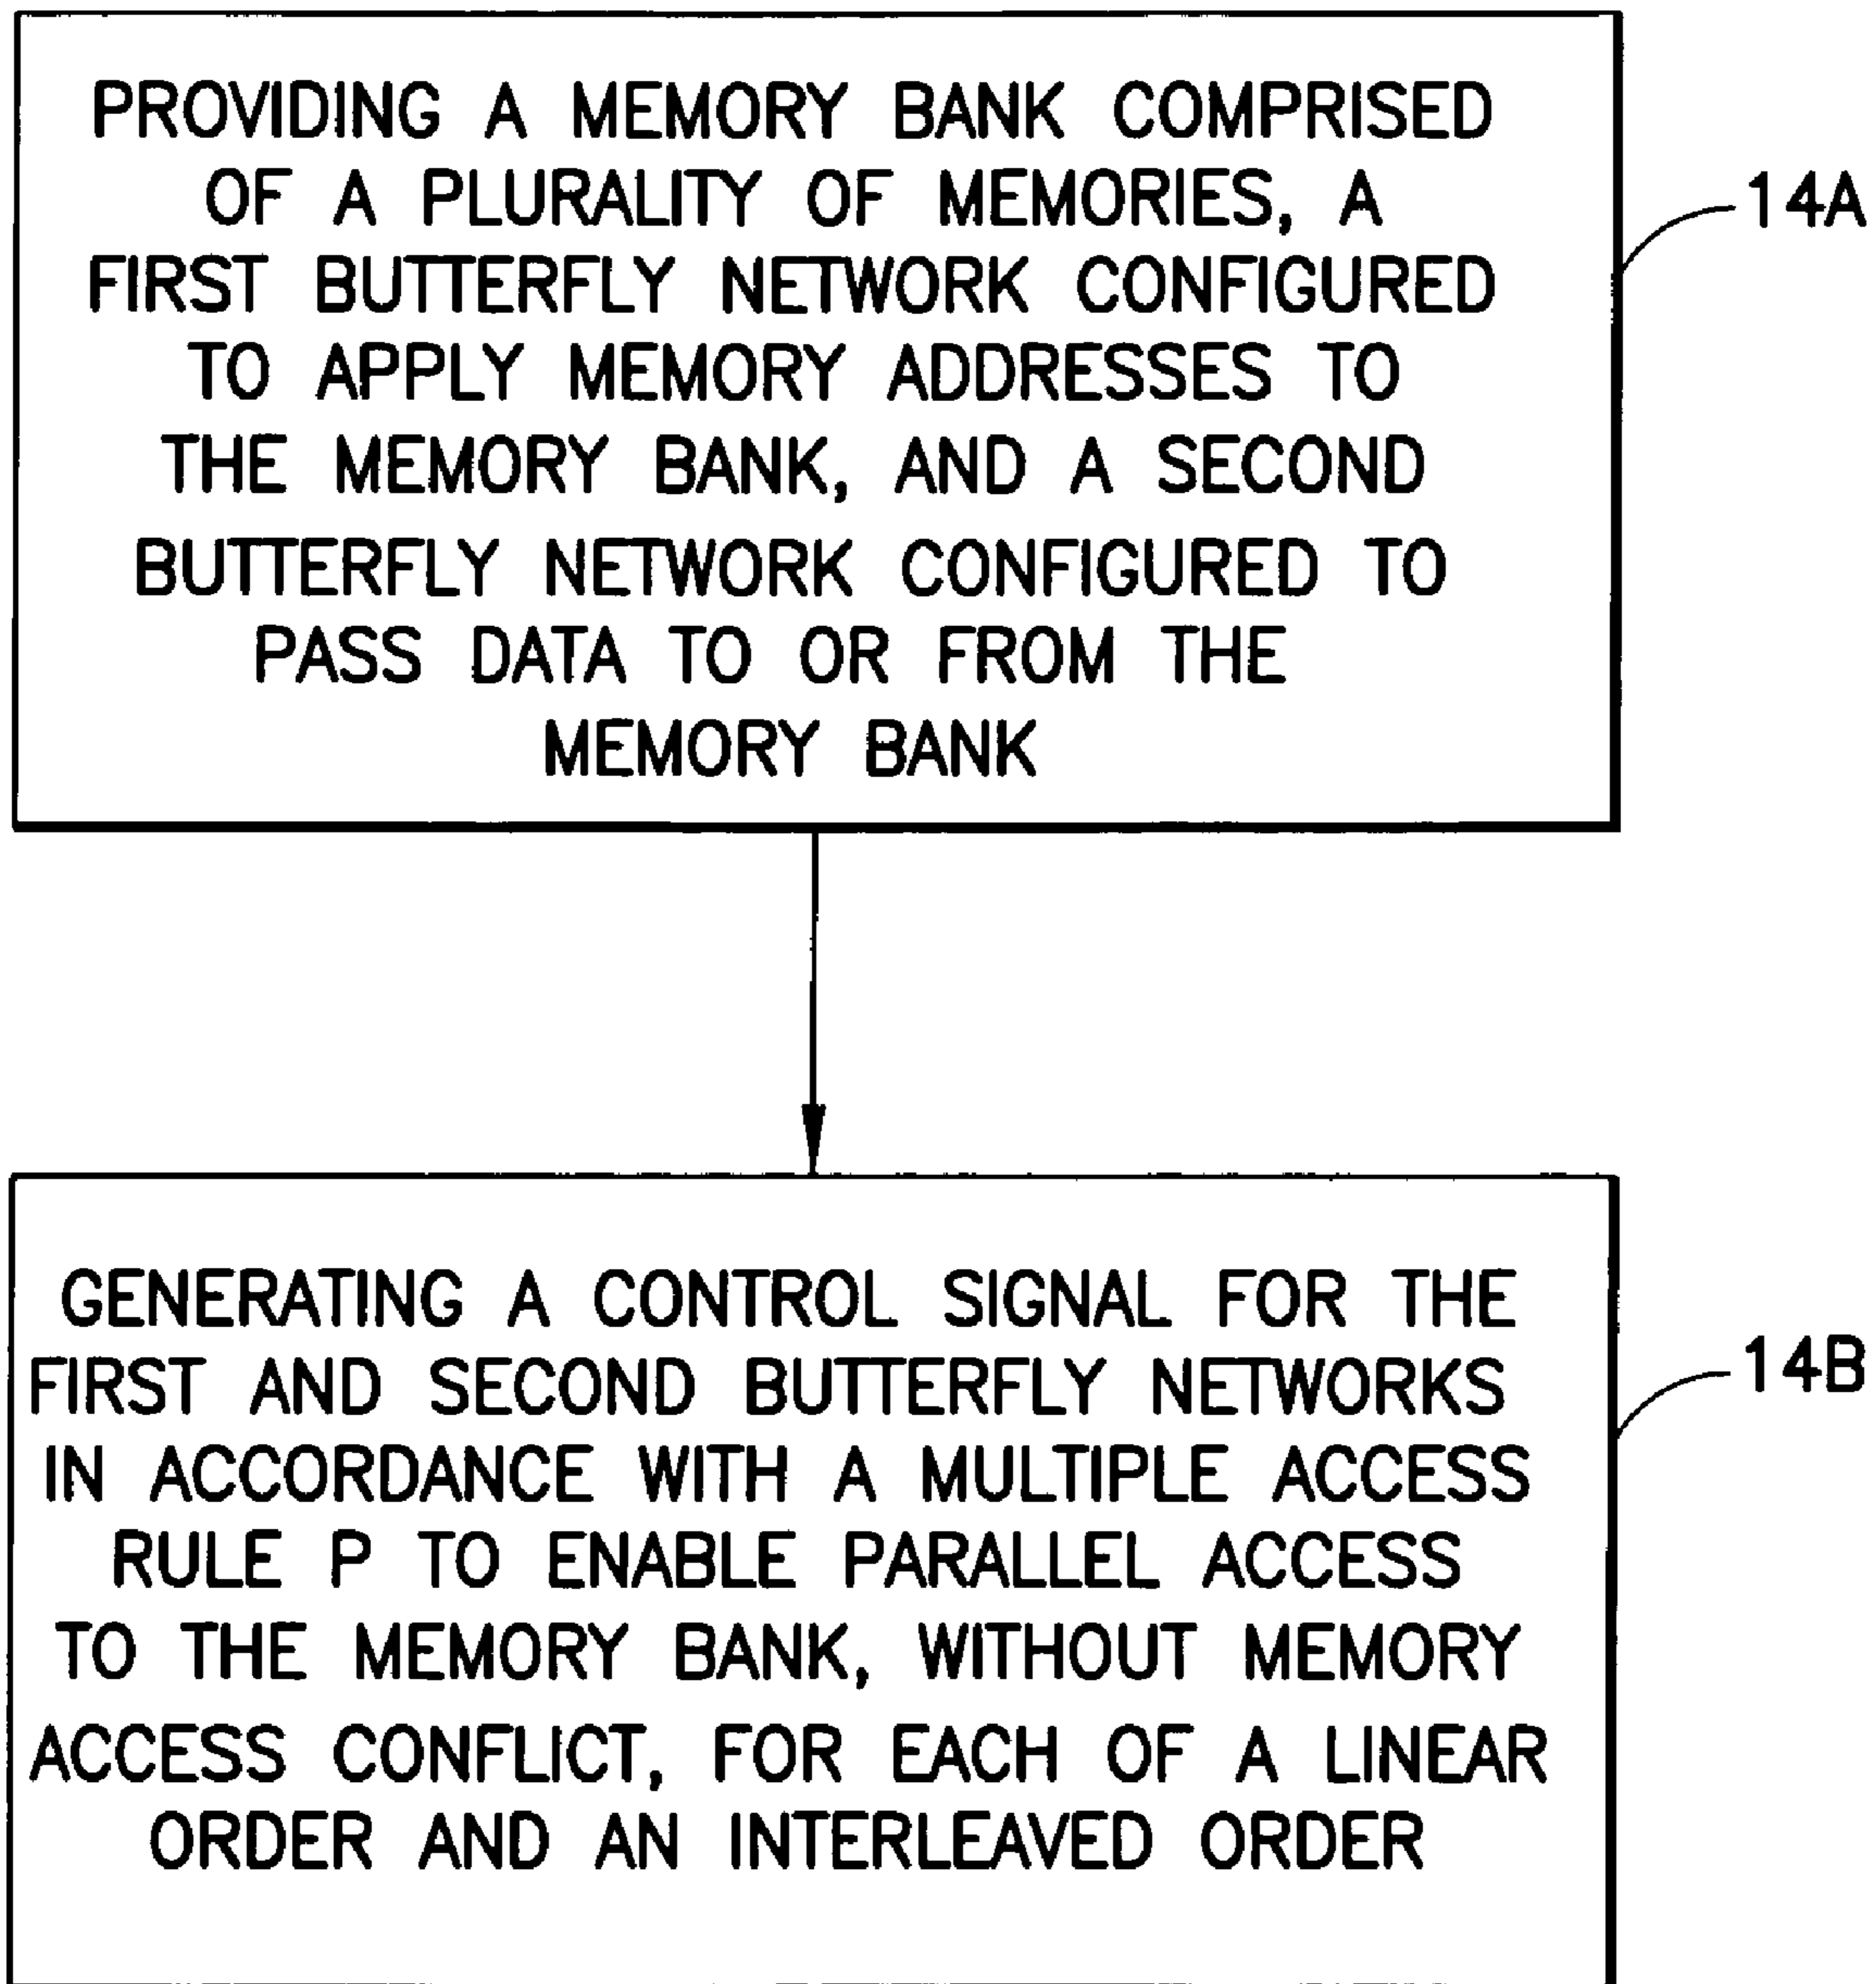 PROVIDING A MEMORY BANK COMPRISED
OF A PLURALITY OF MEMORIES, A
FIRST BUTTERFLY NETWORK CONFIGURED
TO APPLY MEMORY ADDRESSES TO
THE MEMORY BANK, AND A SECOND
BUTTERFLY NETWORK CONFIGURED TO
PASS DATA TO OR FROM THE
MEMORY BANK
14A
GENERATING A CONTROL SIGNAL FOR THE
FIRST AND SECOND BUTTERFLY NETWORKS
IN ACCORDANCE WITH A MULTIPLE ACCESS
RULE P TO ENABLE PARALLEL ACCESS
TO THE MEMORY BANK, WITHOUT MEMORY
ACCESS CONFLICT, FOR EACH OF A LINEAR
ORDER AND AN INTERLEAVED ORDER
14B